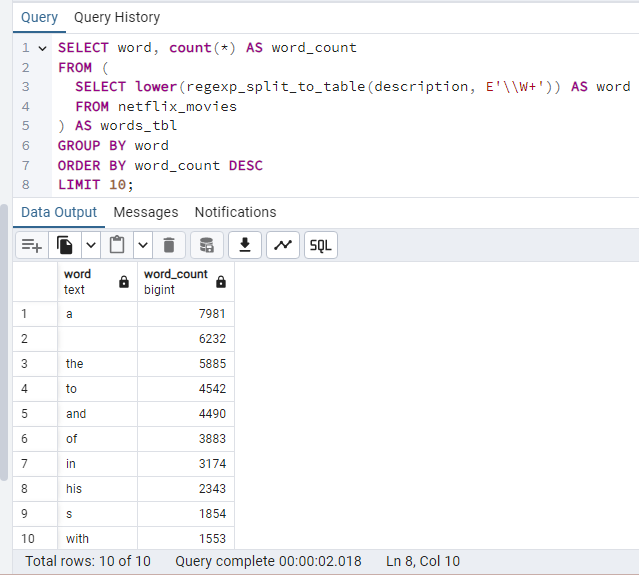 Query Query History
1 SELECT word, count(*) AS word_count
2 FROM (
3 SELECT lower(regexp_split_to_table(description, E'\\W+')) AS word
4 FROM netflix_movies
5 ) AS words_tbl
6 GROUP BY word
7 ORDER BY word_count DESC
8 LIMIT 10;
Data Output Messages Notifications
SQL
word word_count
text bigint
1 a 7981
2 6232
3 the 5885
4 to 4542
5 and 4490
6 of 3883
7 in 3174
8 his 2343
9 s 1854
10 with 1553
Total rows: 10 of 10 Query complete 00:00:02.018 Ln 8, Col 10